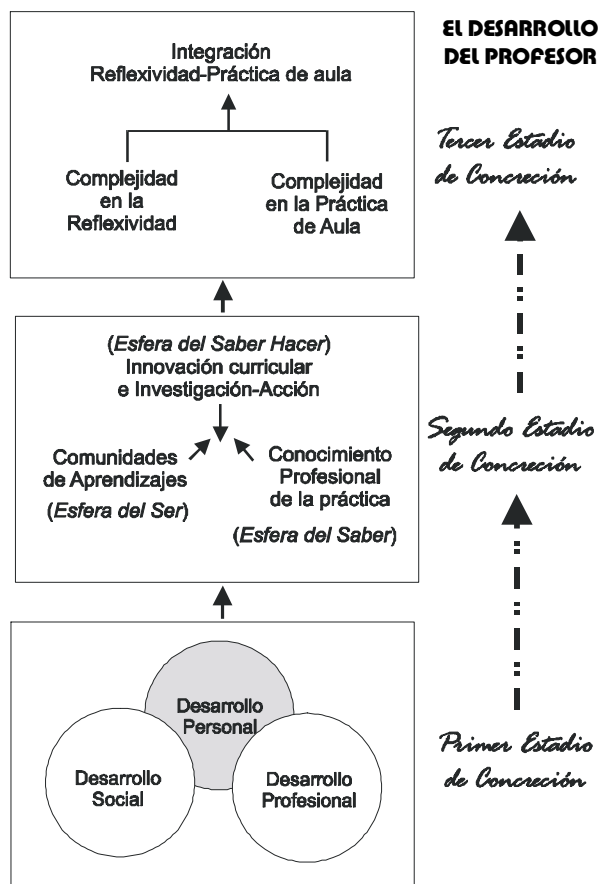 EL DESARROLLO
DEL PROFESOR
Integración
Reflexividad-Práctica de aula
Complejidad
en la
Reflexividad
Complejidad
en la Práctica
de Aula
Tercer Estadio
de Concreción
(Esfera del Saber Hacer)
Innovación curricular
e Investigación-Acción
Comunidades
de Aprendizajes
(Esfera del Ser)
Conocimiento
Profesional
de la práctica
(Esfera del Saber)
Segundo Estadio
de Concreción
Desarrollo
Personal
Desarrollo
Social
Desarrollo
Profesional
Primer Estadio
de Concreción